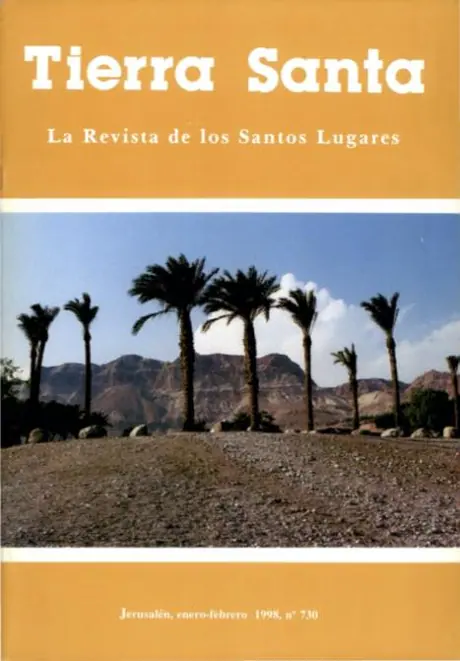 Tierra Santa
La Revista de los Santos Lugares
Jerusalén, enero-febrero 1998, nº 730